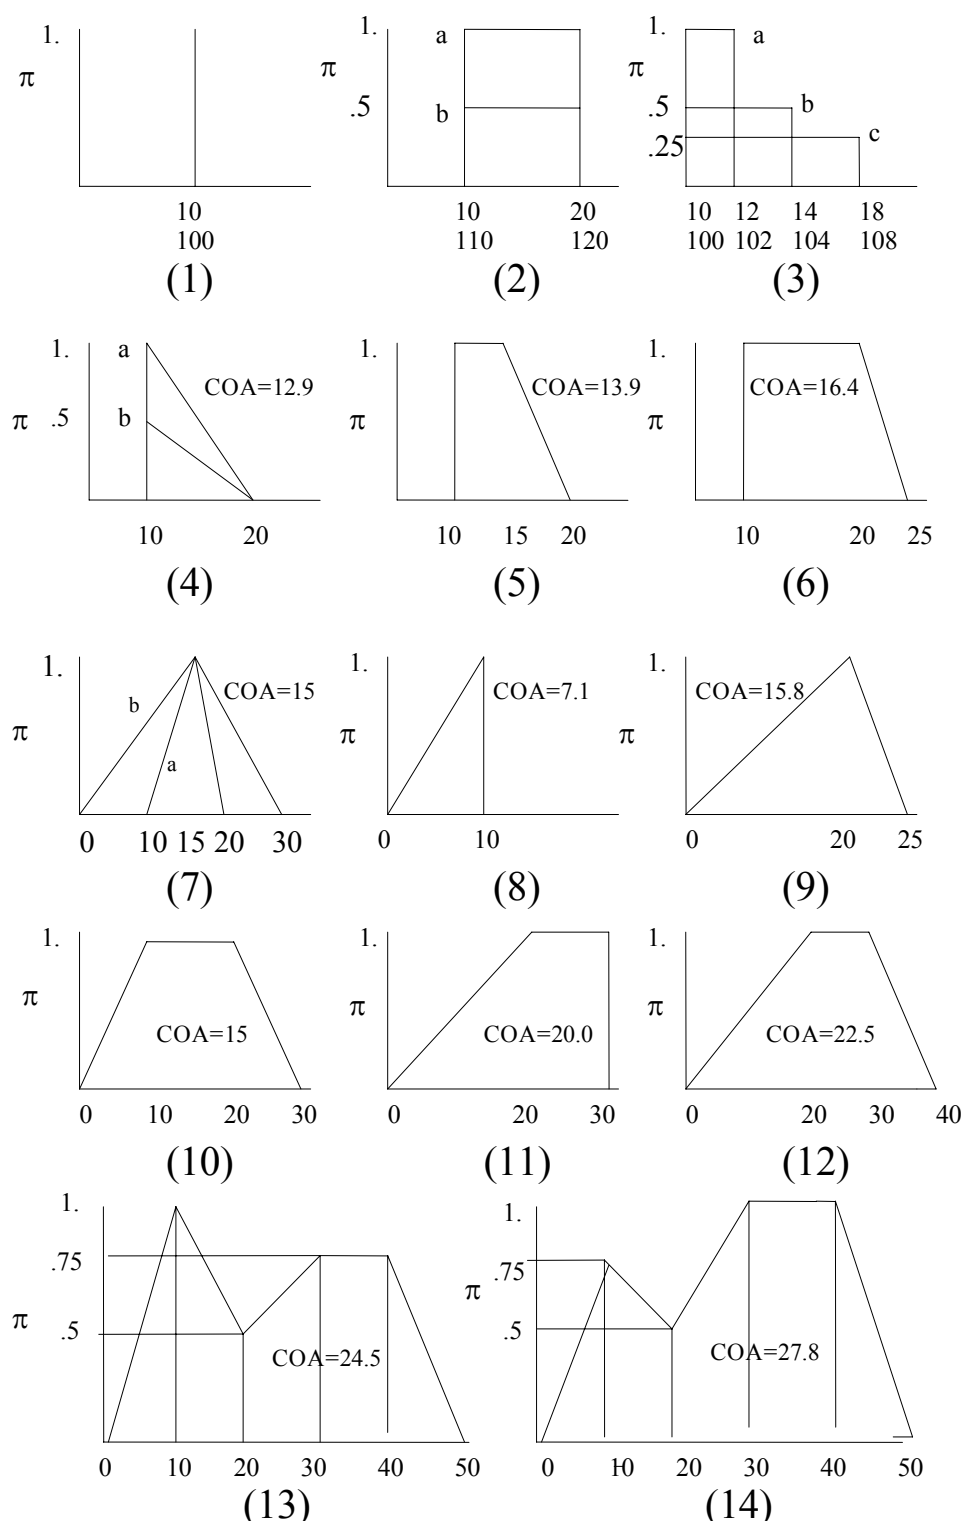 1. a 1. 1. a
π π π
.5 b .5 b
.25 c
10 10 20 10 12 14 18
100 110 120 100 102 104 108
(1) (2) (3)
1. a 1. 1.
COA=12.9 COA=13.9 COA=16.4
π .5 b π π
10 20 10 15 20 10 20 25
(4) (5) (6)
1. 1. 1.
b COA=15 COA=7.1 COA=15.8
π a π π
0 10 15 20 30 0 10 0 20 25
(7) (8) (9)
1. 1. 1.
π π π
COA=15 COA=20.0 COA=22.5
0 10 20 30 0 20 30 0 20 30 40
(10) (11) (12)
1. 1.
.75 .75
π .5 π .5
COA=24.5 COA=27.8
0 10 20 30 40 50 0 10 20 30 40 50
(13) (14)